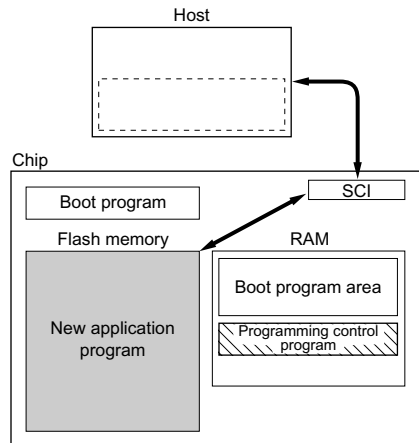 Host
Chip
SCI
Boot program
Flash memory
RAM
New application
program
Boot program area
Programming control
program